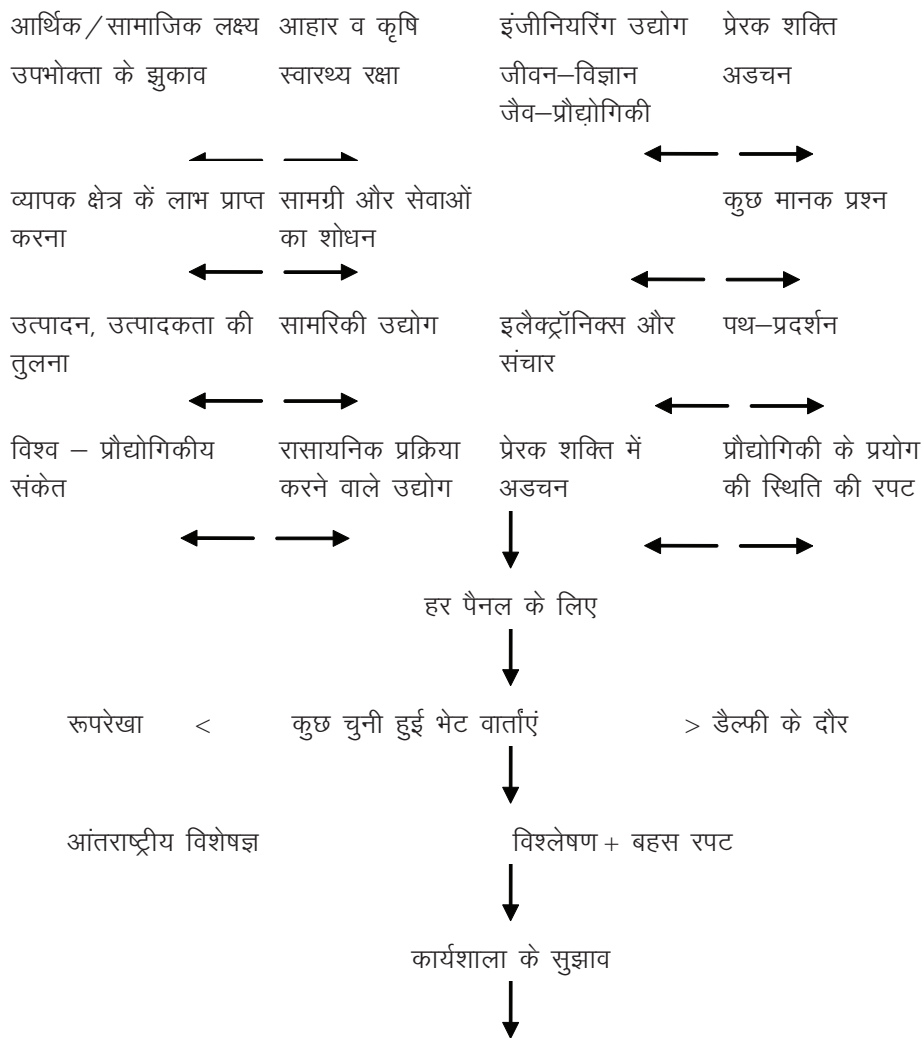 आर्थिक/सामाजिक लक्ष्य आहार व कृषि इंजीनियरिंग उद्योग प्रेरक शक्ति
उपभोक्ता के झुकाव स्वारथ्य रक्षा जीवन–विज्ञान अडचन
जैव–प्रौद्योगिकी
व्यापक क्षेत्र कें लाभ प्राप्त सामग्री और सेवाओं कुछ मानक प्रश्न
करना का शोधन
उत्पादन, उत्पादकता की सामरिकी उद्योग इलैक्ट्रॉनिक्स और पथ–प्रदर्शन
तुलना संचार
विश्व – प्रौद्योगिकीय रासायनिक प्रक्रिया प्रेरक शक्ति में प्रौद्योगिकी के प्रयोग
संकेत करने वाले उद्योग अडचन की स्थिति की रपट
हर पैनल के लिए
रूपरेखा < कुछ चुनी हुई भेट वार्तांएं > डैल्फी के दौर
आंतराष्ट्रीय विशेषज्ञ विश्लेषण + बहस रपट
कार्यशाला के सुझाव